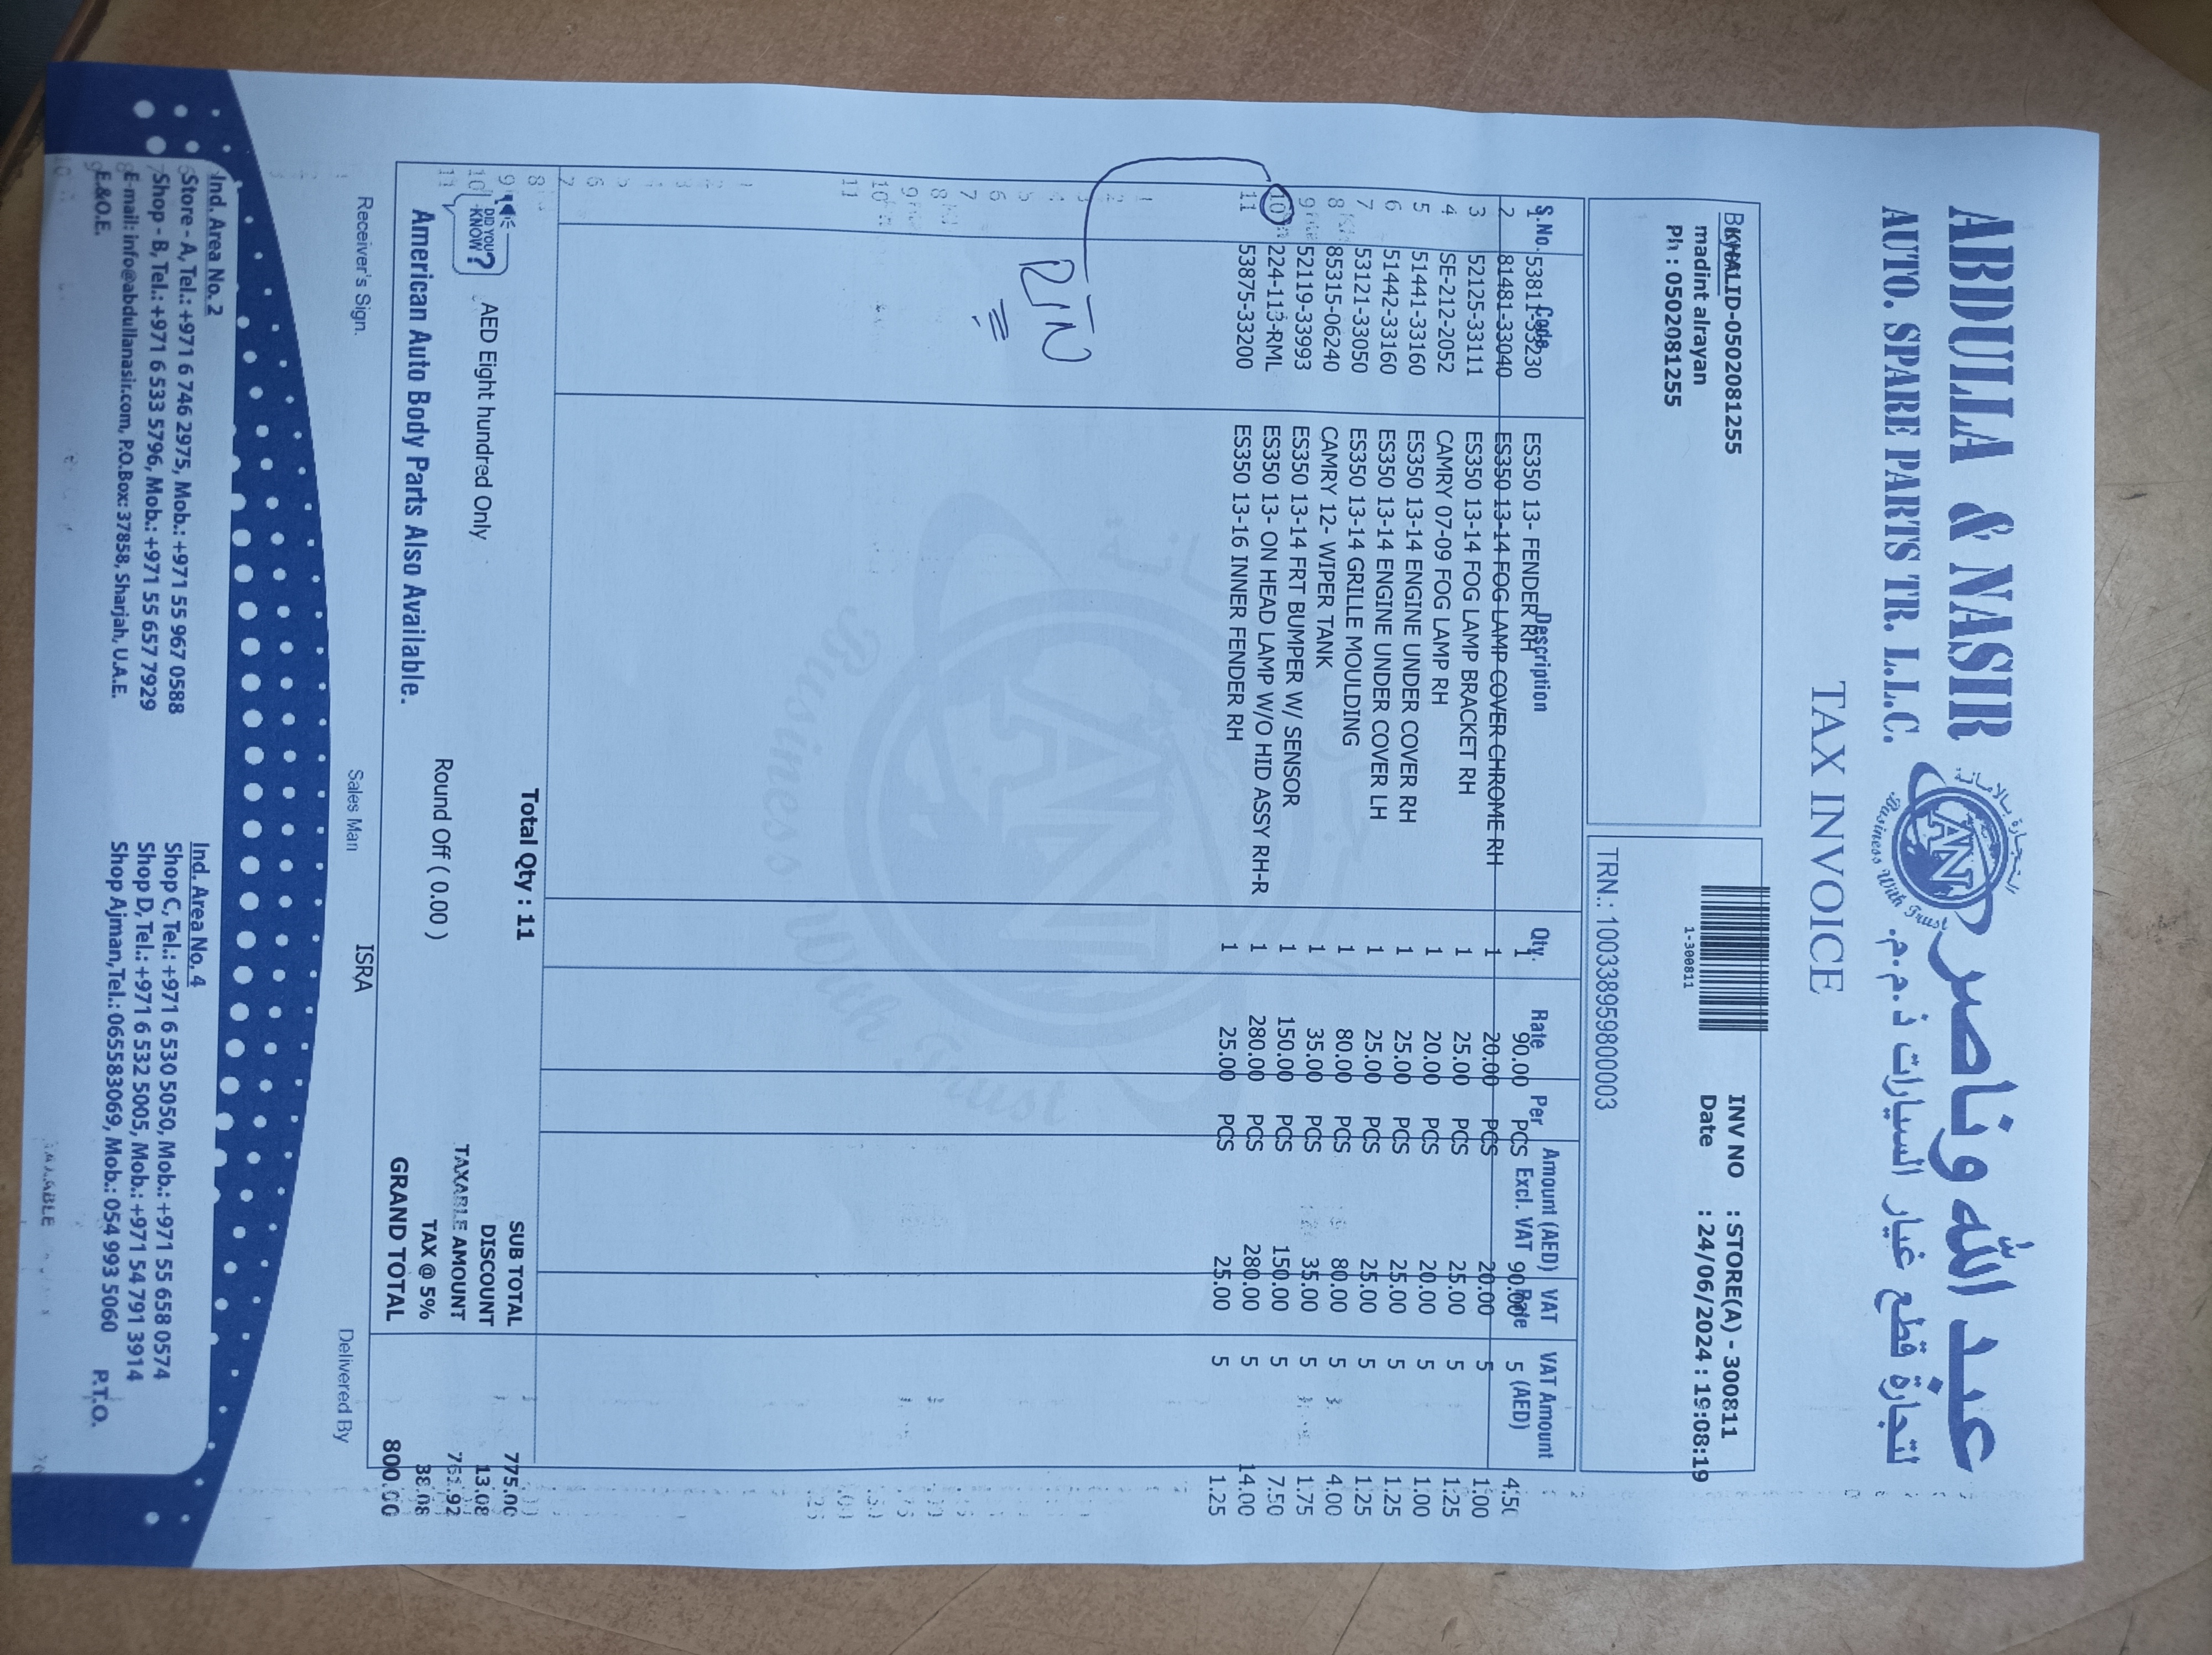 ABDULLA & NASIR
AUTO. SPARE PARTS TR. L.L.C.
عبد الله و ناصر
لتجارة قطع غيار السيارات ذ.م.م.
التجارة بالأمانة
AN
Business With Trust
TAX INVOICE
KHALID-0502081255
madint alrayan
Ph : 0502081255
1-300811
INV NO : STORE(A) - 300811
Date : 24/06/2024 : 19:08:19
TRN.: 100338959800003
S.No. Code Description Qty. Rate Per Amount (AED) Excl. VAT VAT Rate VAT Amount (AED)
53811-33230 ES350 13- FENDER RH 1 90.00 PCS 90.00 5 4.50
2 81481-33040 ES350 13-14 FOG LAMP COVER CHROME RH 1 20.00 PCS 20.00 5 1.00
3 52125-33111 ES350 13-14 FOG LAMP BRACKET RH 1 25.00 PCS 25.00 5 1.25
4 SE-212-2052 CAMRY 07-09 FOG LAMP RH 1 20.00 PCS 20.00 5 1.00
5 51441-33160 ES350 13-14 ENGINE UNDER COVER RH 1 25.00 PCS 25.00 5 1.25
6 51442-33160 ES350 13-14 ENGINE UNDER COVER LH 1 25.00 PCS 25.00 5 1.25
7 53121-33050 ES350 13-14 GRILLE MOULDING 1 80.00 PCS 80.00 5 4.00
8 85315-06240 CAMRY 12- WIPER TANK 1 35.00 PCS 35.00 5 1.75
9 52119-33993 ES350 13-14 FRT BUMPER W/ SENSOR 1 150.00 PCS 150.00 5 7.50
10 224-113-RML ES350 13- ON HEAD LAMP W/O HID ASSY RH-R 1 280.00 PCS 280.00 5 14.00
11 53875-33200 ES350 13-16 INNER FENDER RH 1 25.00 PCS 25.00 5 1.25
Total Qty : 11
SUB TOTAL 775.00
DISCOUNT 13.08
TAXABLE AMOUNT 761.92
TAX @ 5% 38.08
GRAND TOTAL 800.00
AED Eight hundred Only
Round Off ( 0.00 )
DID YOU KNOW?
American Auto Body Parts Also Available.
Receiver's Sign.
Sales Man
ISRA
Delivered By
Ind. Area No. 2
Store - A, Tel.: +971 6 746 2975, Mob.: +971 55 967 0588
Shop - B, Tel.: +971 6 533 5796, Mob.: +971 55 657 7929
E-mail: info@abdullanasir.com, P.O.Box: 37858, Sharjah, U.A.E.
E.&O.E.
Ind. Area No. 4
Shop C, Tel.: +971 6 530 5050, Mob.: +971 55 658 0574
Shop D, Tel.: +971 6 532 5005, Mob.: +971 54 791 3914
Shop Ajman, Tel.: 065583069, Mob.: 054 993 5060
P.T.O.